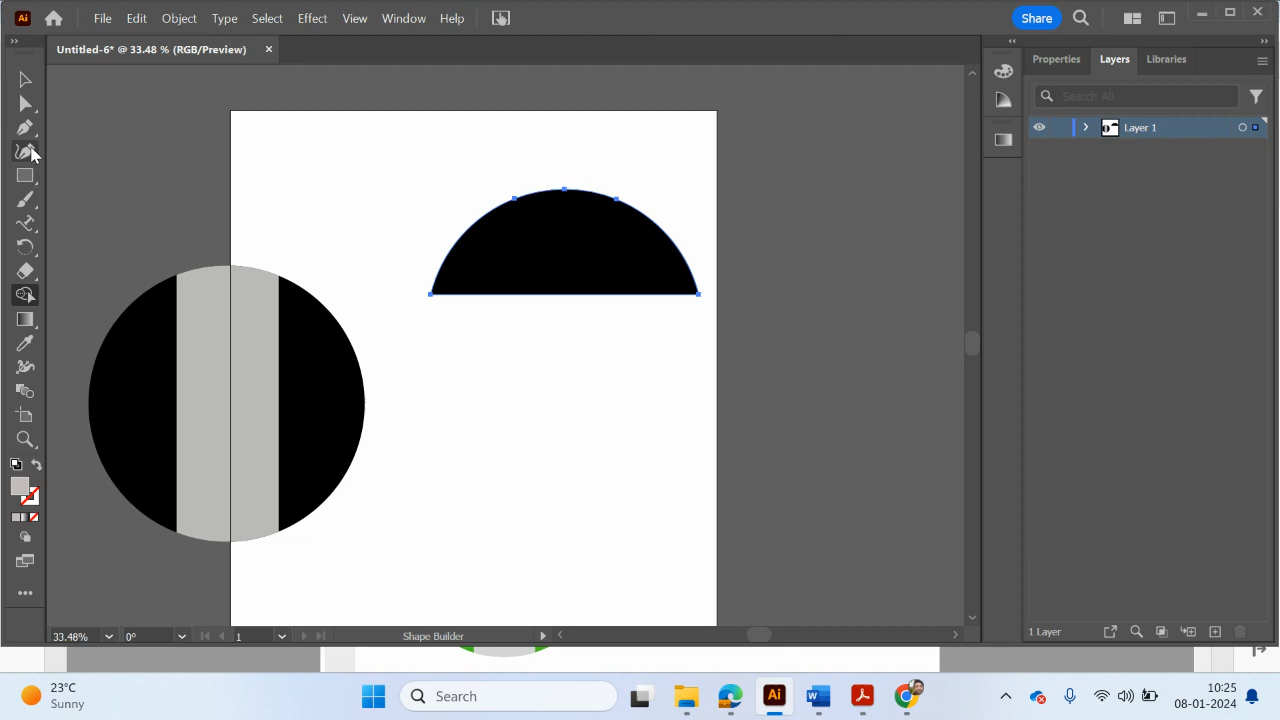 Ai File Edit Object Type Select Effect View Window Help Share
Untitled-6* @ 33.48 % (RGB/Preview) ×
Properties Layers Libraries
Search All
Layer 1
33.48% 0° 1 Shape Builder
1 Layer
23°C
Sunny
Search
Ai
10:25
08-01-2024